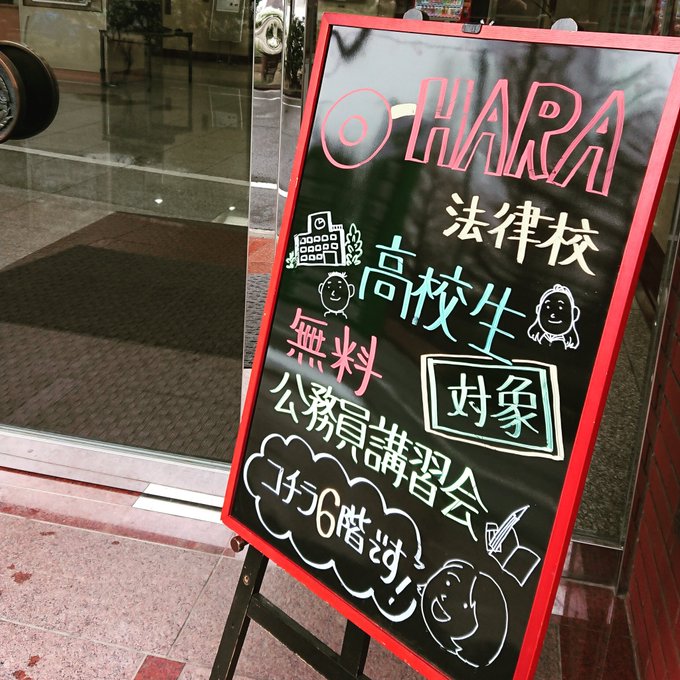 O-HARA
法律校
高校生
無料
対象
公務員講習会
コチラ6階です!!